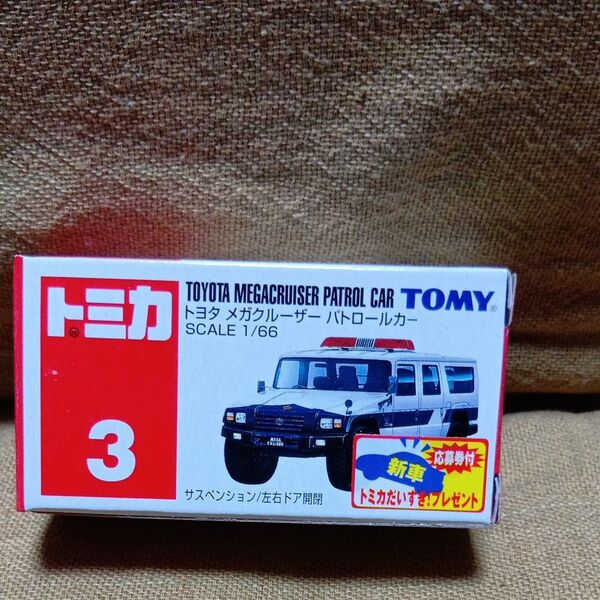 トミカ
3
TOYOTA MEGACRUISER PATROL CAR TOMY®
トヨタ メガクルーザー パトロールカー
SCALE 1/66
MEGA
CRUISER
サスペンション/左右ドア開閉
新車
応募券付
トミカだいすき!プレゼント